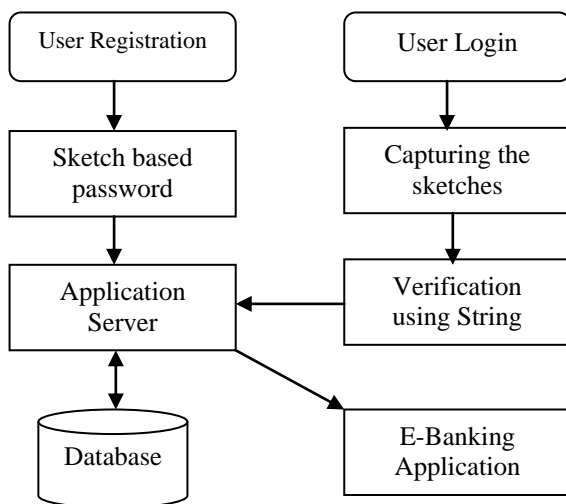 User Registration
User Login
Sketch based
password
Capturing the
sketches
Application
Server
Verification
using String
Database
E-Banking
Application